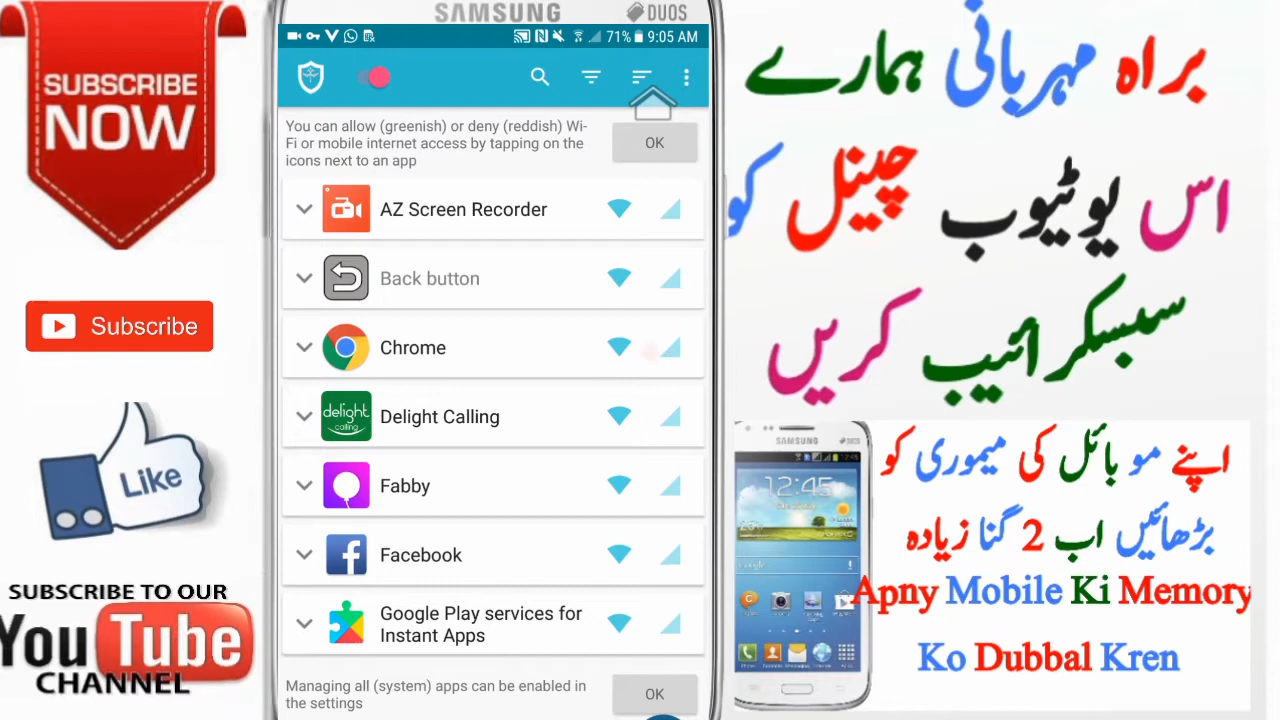 SUBSCRIBE
NOW
Subscribe
Like
SUBSCRIBE TO OUR
YouTube
CHANNEL
SAMSUNG DUOS
71% 9:05 AM
You can allow (greenish) or deny (reddish) Wi-
Fi or mobile internet access by tapping on the
icons next to an app
OK
AZ Screen Recorder
Back button
Chrome
delight
calling
Delight Calling
Fabby
Facebook
Google Play services for
Instant Apps
Managing all (system) apps can be enabled in
the settings
OK
براہ مہربانی ہمارے
اس یوٹیوب چینل کو
سبسکرائیب کریں
SAMSUNG
12:45
اپنے مو بائل کی میموری کو
بڑھائیں اب 2 گنا زیادہ
Apny Mobile Ki Memory
Ko Dubbal Kren